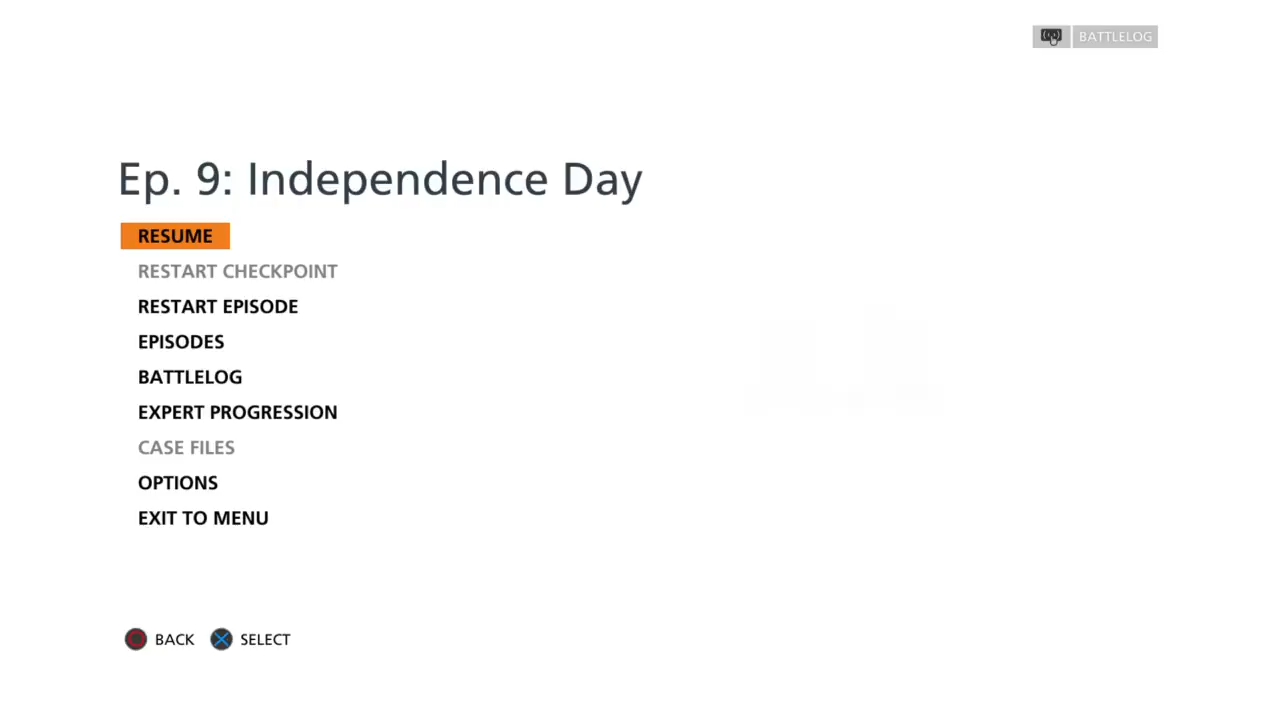 BATTLELOG
Ep. 9: Independence Day
RESUME
RESTART CHECKPOINT
RESTART EPISODE
EPISODES
BATTLELOG
EXPERT PROGRESSION
CASE FILES
OPTIONS
EXIT TO MENU
BACK SELECT